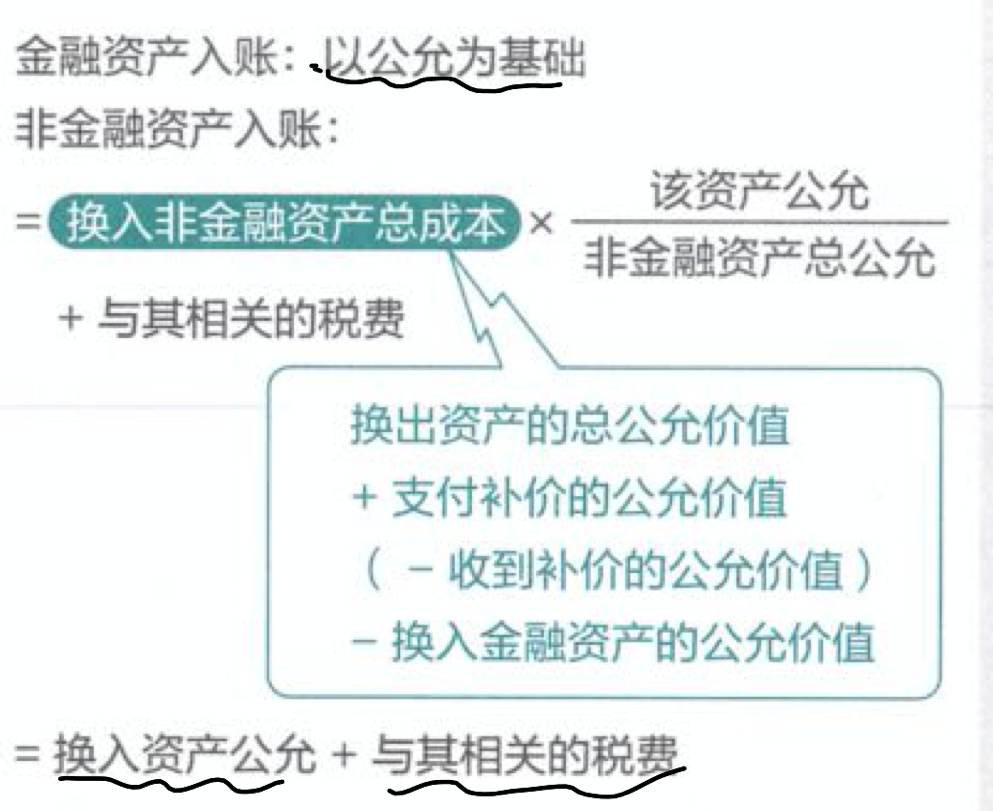 金融资产入账：以公允为基础
非金融资产入账：
= 换入非金融资产总成本 × 该资产公允
非金融资产总公允
+ 与其相关的税费
换出资产的总公允价值
+ 支付补价的公允价值
（ - 收到补价的公允价值 ）
- 换入金融资产的公允价值
= 换入资产公允 + 与其相关的税费